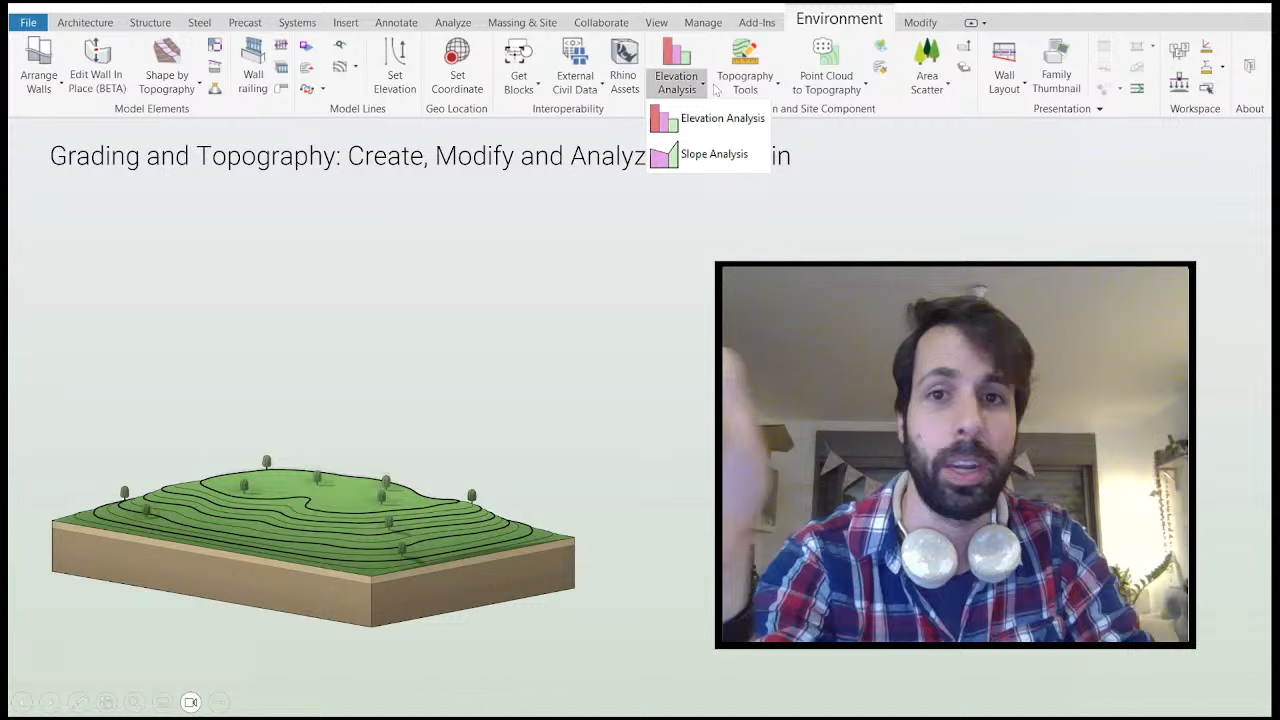 File Architecture Structure Steel Precast Systems Insert Annotate Analyze Massing & Site Collaborate View Manage Add-Ins Environment Modify
Arrange Walls
Edit Wall In Place (BETA)
Shape by Topography
Wall railing
Set Elevation
Set Cordinations
Get Blocks
External Civil Data
Rhino Assets
Elevation Analysis
Topography Tools
Point Cloud to Topography
Area Scatter
Wall Layout
Family Thumbnail
Model Elements
Model Lines
Geo Location
Interoperability
n and Site Component
Presentation
Workspace
About
Elevation Analysis
Slope Analysis
Grading and Topography: Create, Modify and Analyz in